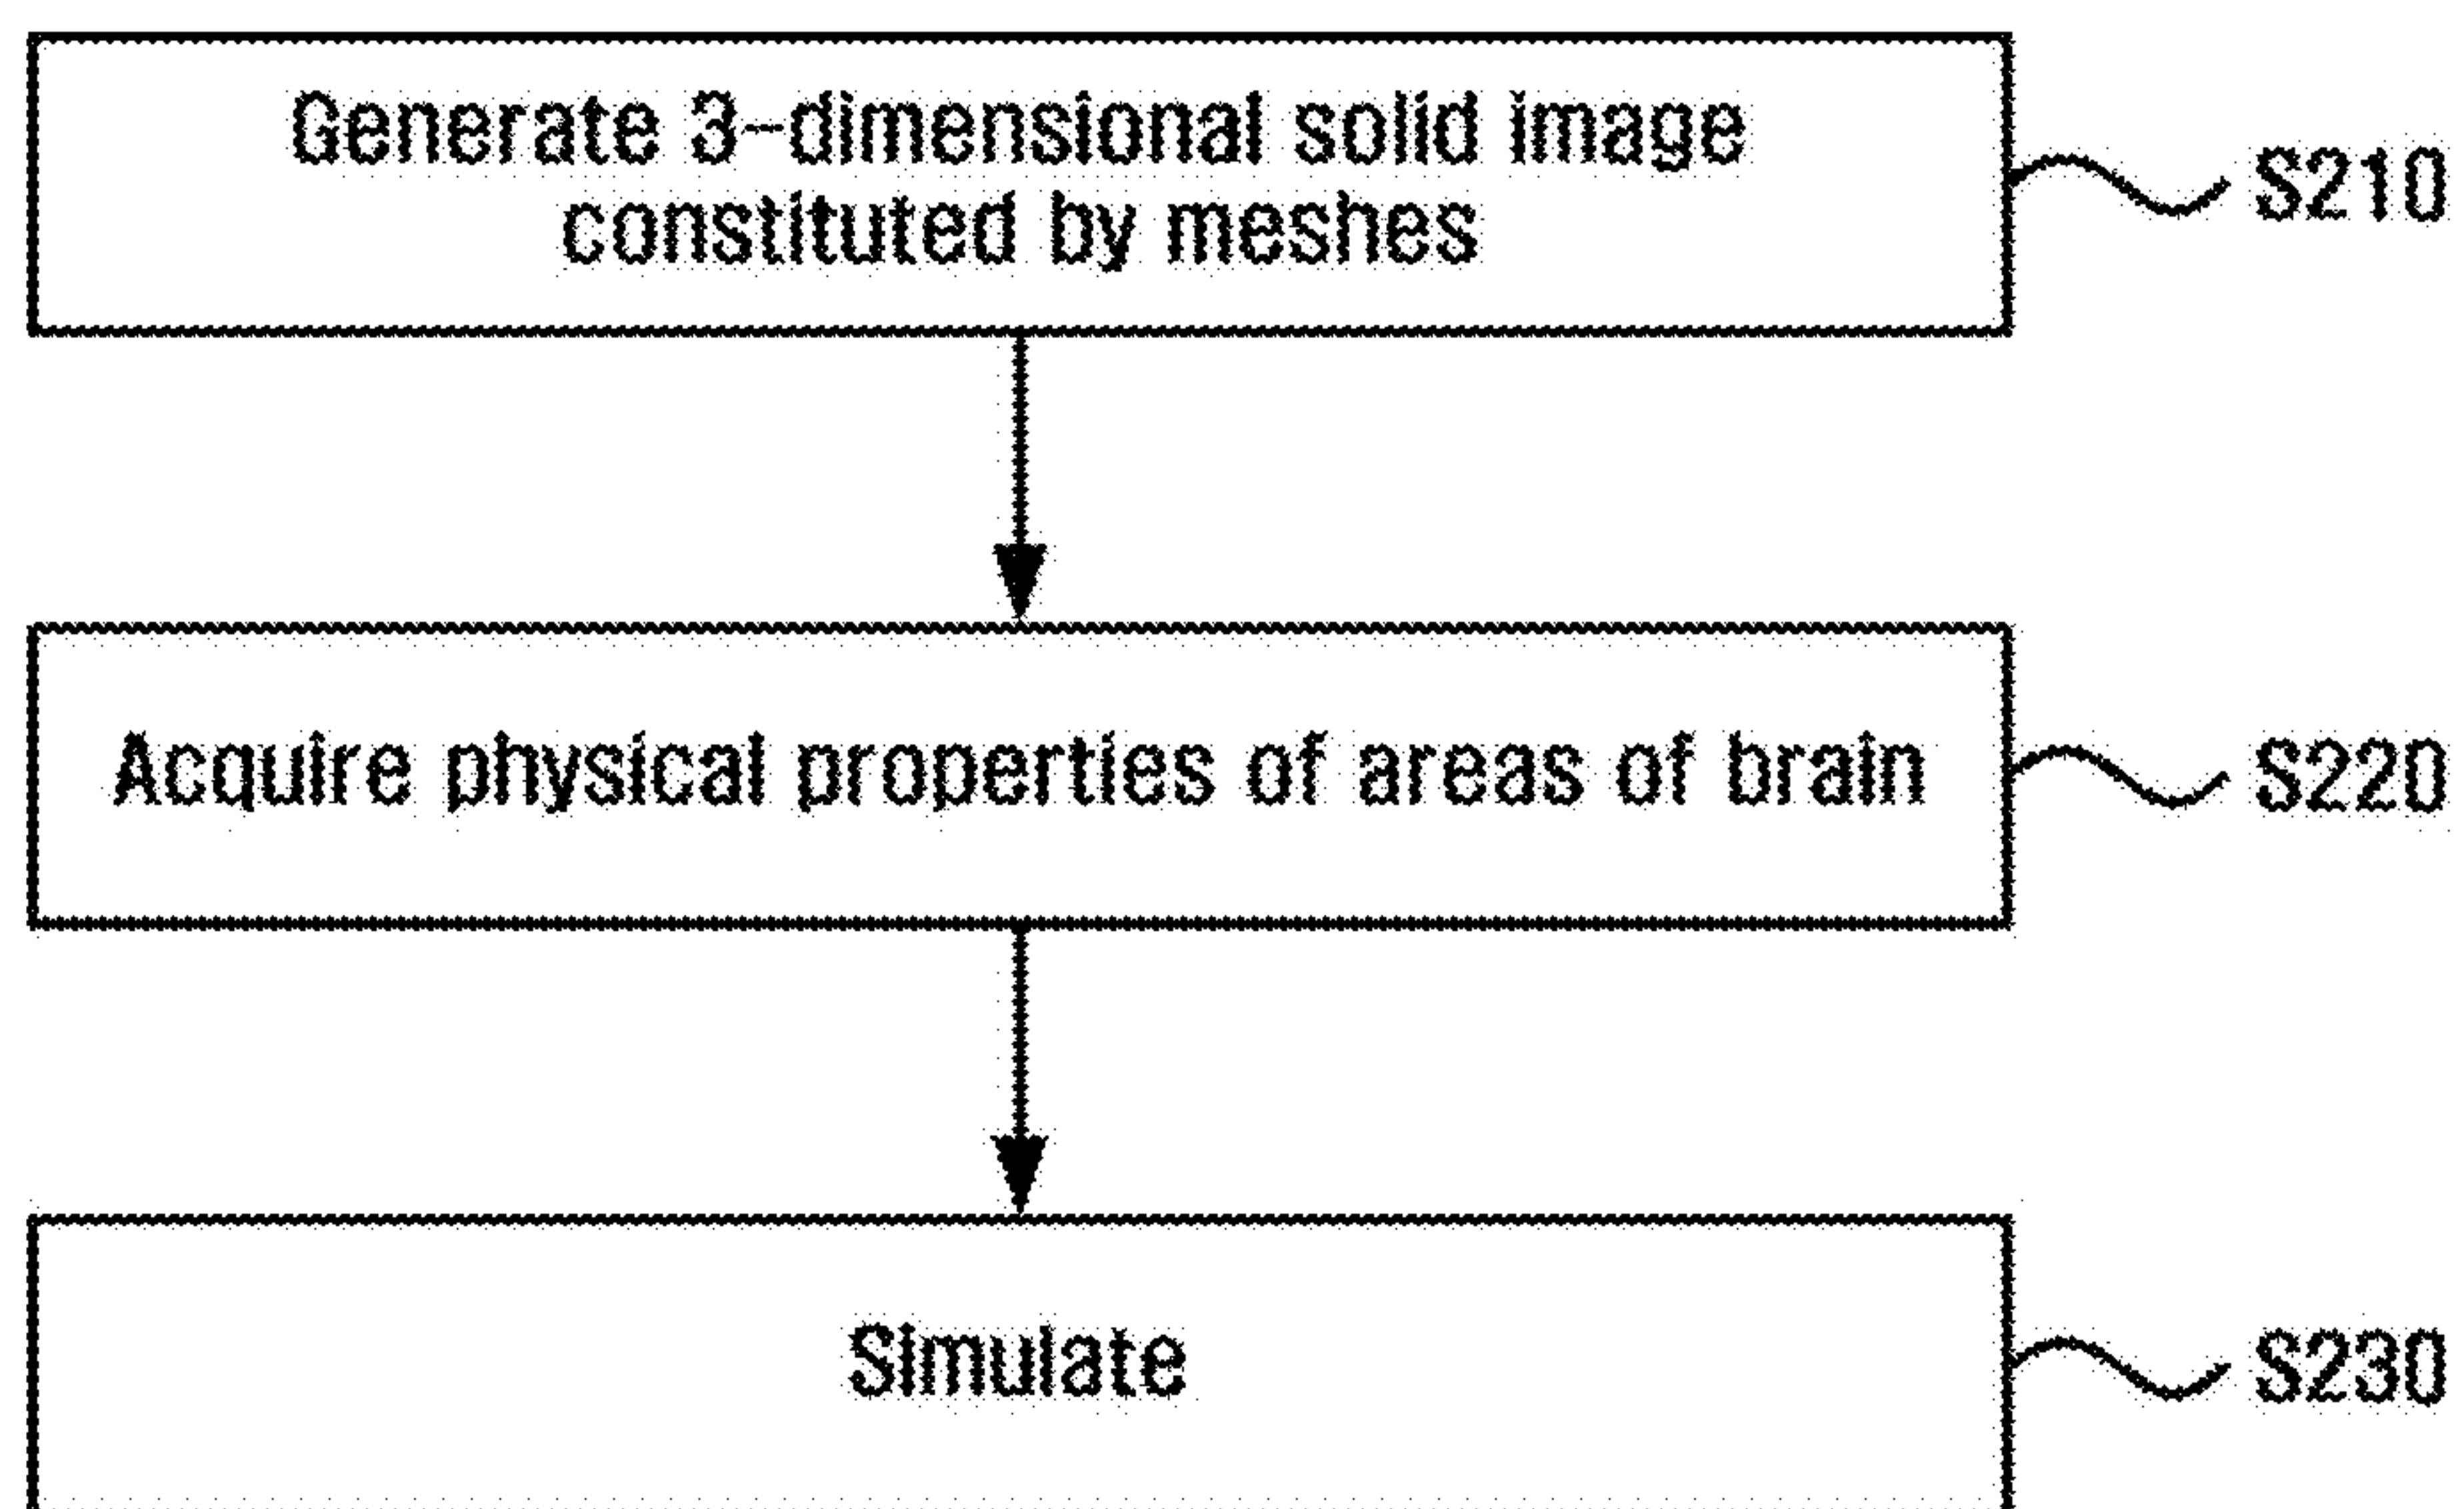 Generate 3-dimensional solid image
constituted by meshes
S210
Acquire physical properties of areas of brain
S220
Simulate
S230